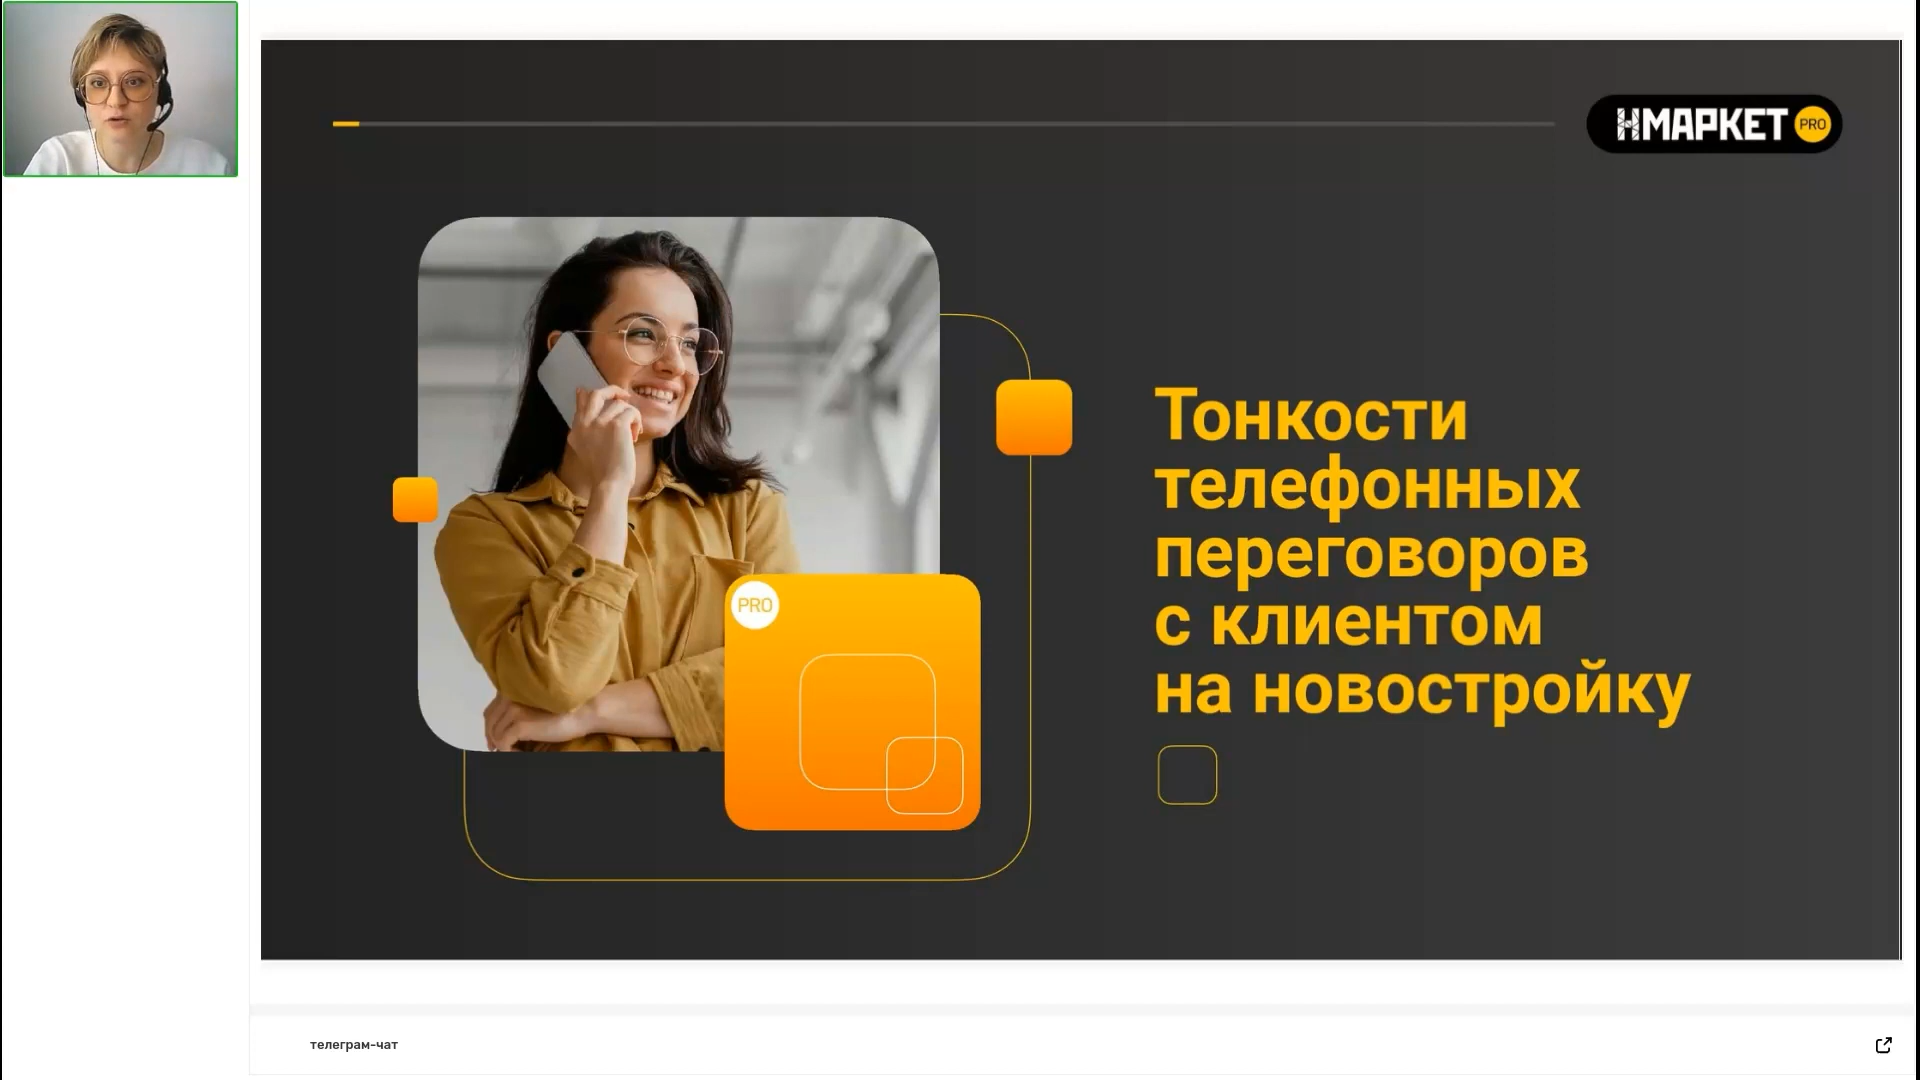 НМАРКЕТ PRO
PRO
Тонкости
телефонных
переговоров
с клиентом
на новостройку
телеграм-чат